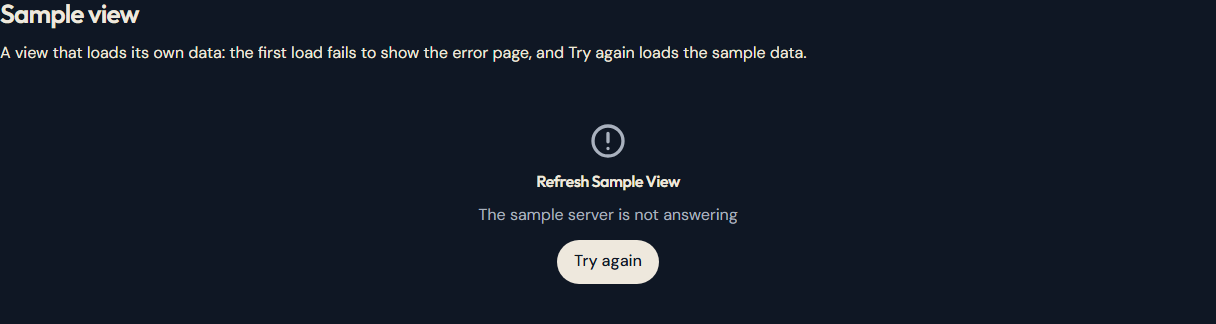 Sample view
A view that loads its own data: the first load fails to show the error page, and Try again loads the sample data.
Refresh Sample View
The sample server is not answering
Try again